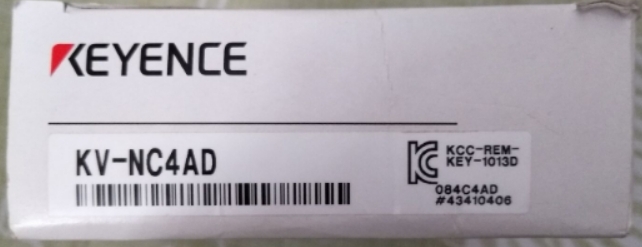 KEYENCE
KV-NC4AD
KCC-REM-
KEY-1013D
084C4AD
#43410406